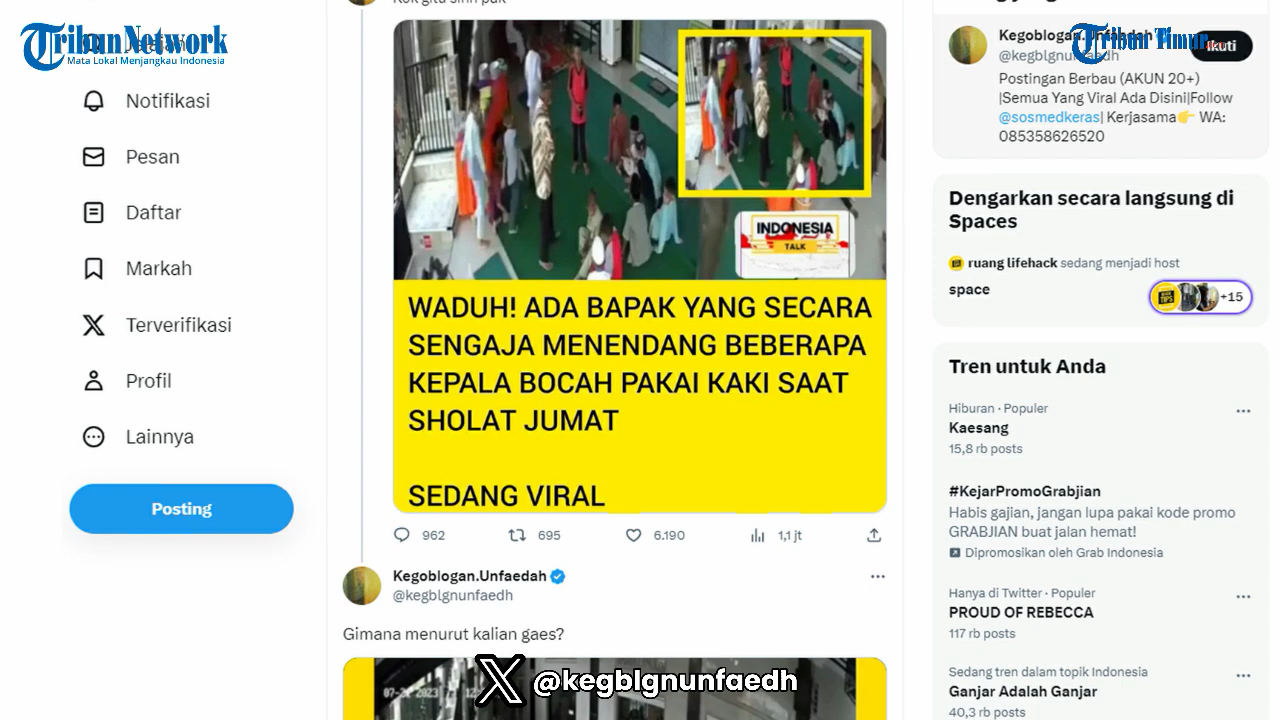 Tribun Network
Mata Lokal Menjangkau Indonesia
Notifikasi
Pesan
Daftar
Markah
Terverifikasi
Profil
Lainnya
Posting
Kok gitu sihh pak
INDONESIA
TALK
WADUH! ADA BAPAK YANG SECARA
SENGAJA MENENDANG BEBERAPA
KEPALA BOCAH PAKAI KAKI SAAT
SHOLAT JUMAT
SEDANG VIRAL
962
695
6.190
1,1 jt
Kegoblogan.Unfaedah
@kegblgnunfaedh
Gimana menurut kalian gaes?
@kegblgnunfaedh
Tribun Timur
Kegoblogan.Unfaedah
@kegblgnunfaedh
Ikuti
Postingan Berbau (AKUN 20+)
|Semua Yang Viral Ada Disini|Follow
@sosmedkeras| Kerjasama👉 WA:
085358626520
Dengarkan secara langsung di
Spaces
ruang lifehack sedang menjadi host
space
+15
Tren untuk Anda
Hiburan · Populer
Kaesang
15,8 rb posts
#KejarPromoGrabjian
Habis gajian, jangan lupa pakai kode promo
GRABJIAN buat jalan hemat!
Dipromosikan oleh Grab Indonesia
Hanya di Twitter · Populer
PROUD OF REBECCA
117 rb posts
Sedang tren dalam topik Indonesia
Ganjar Adalah Ganjar
40,3 rb posts